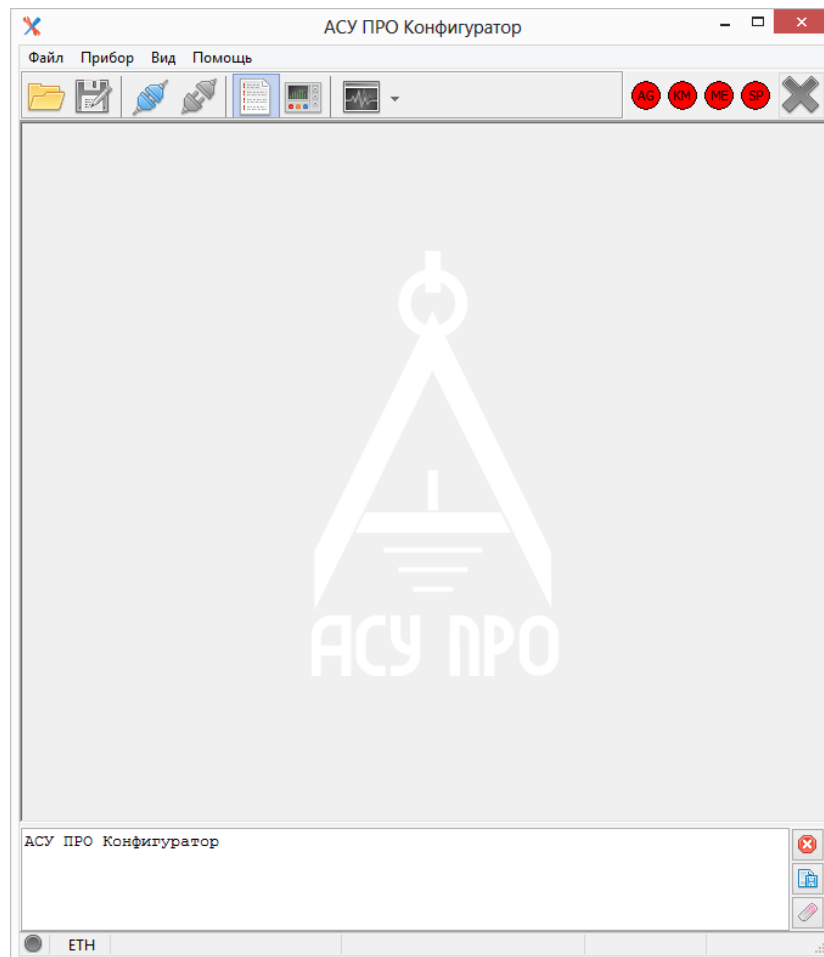 АСУ ПРО Конфигуратор
Файл Прибор Вид Помощь
AG KM ME SP
АСУ ПРО
АСУ ПРО Конфигуратор
ETH